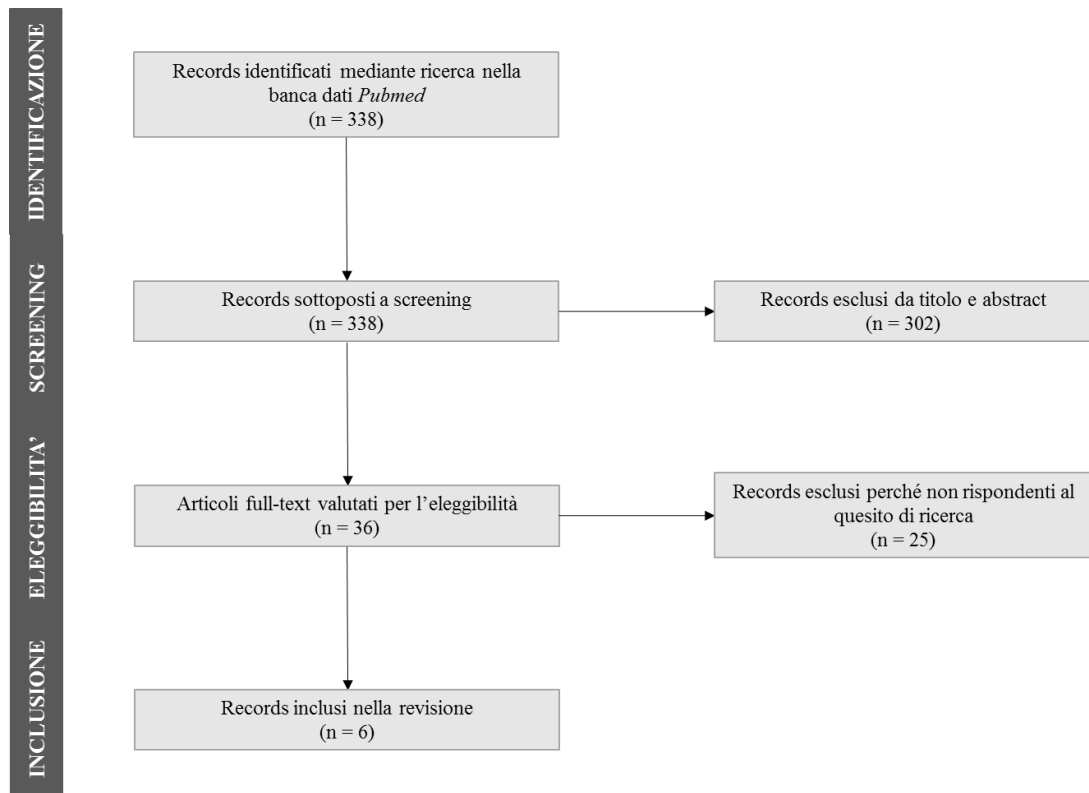 IDENTIFICAZIONE
Records identificati mediante ricerca nella
banca dati Pubmed
(n = 338)
SCREENING
Records sottoposti a screening
(n = 338)
Records esclusi da titolo e abstract
(n = 302)
ELEGGIBILITA’
Articoli full-text valutati per l’eleggibilità
(n = 36)
Records esclusi perché non rispondenti al
quesito di ricerca
(n = 25)
INCLUSIONE
Records inclusi nella revisione
(n = 6)